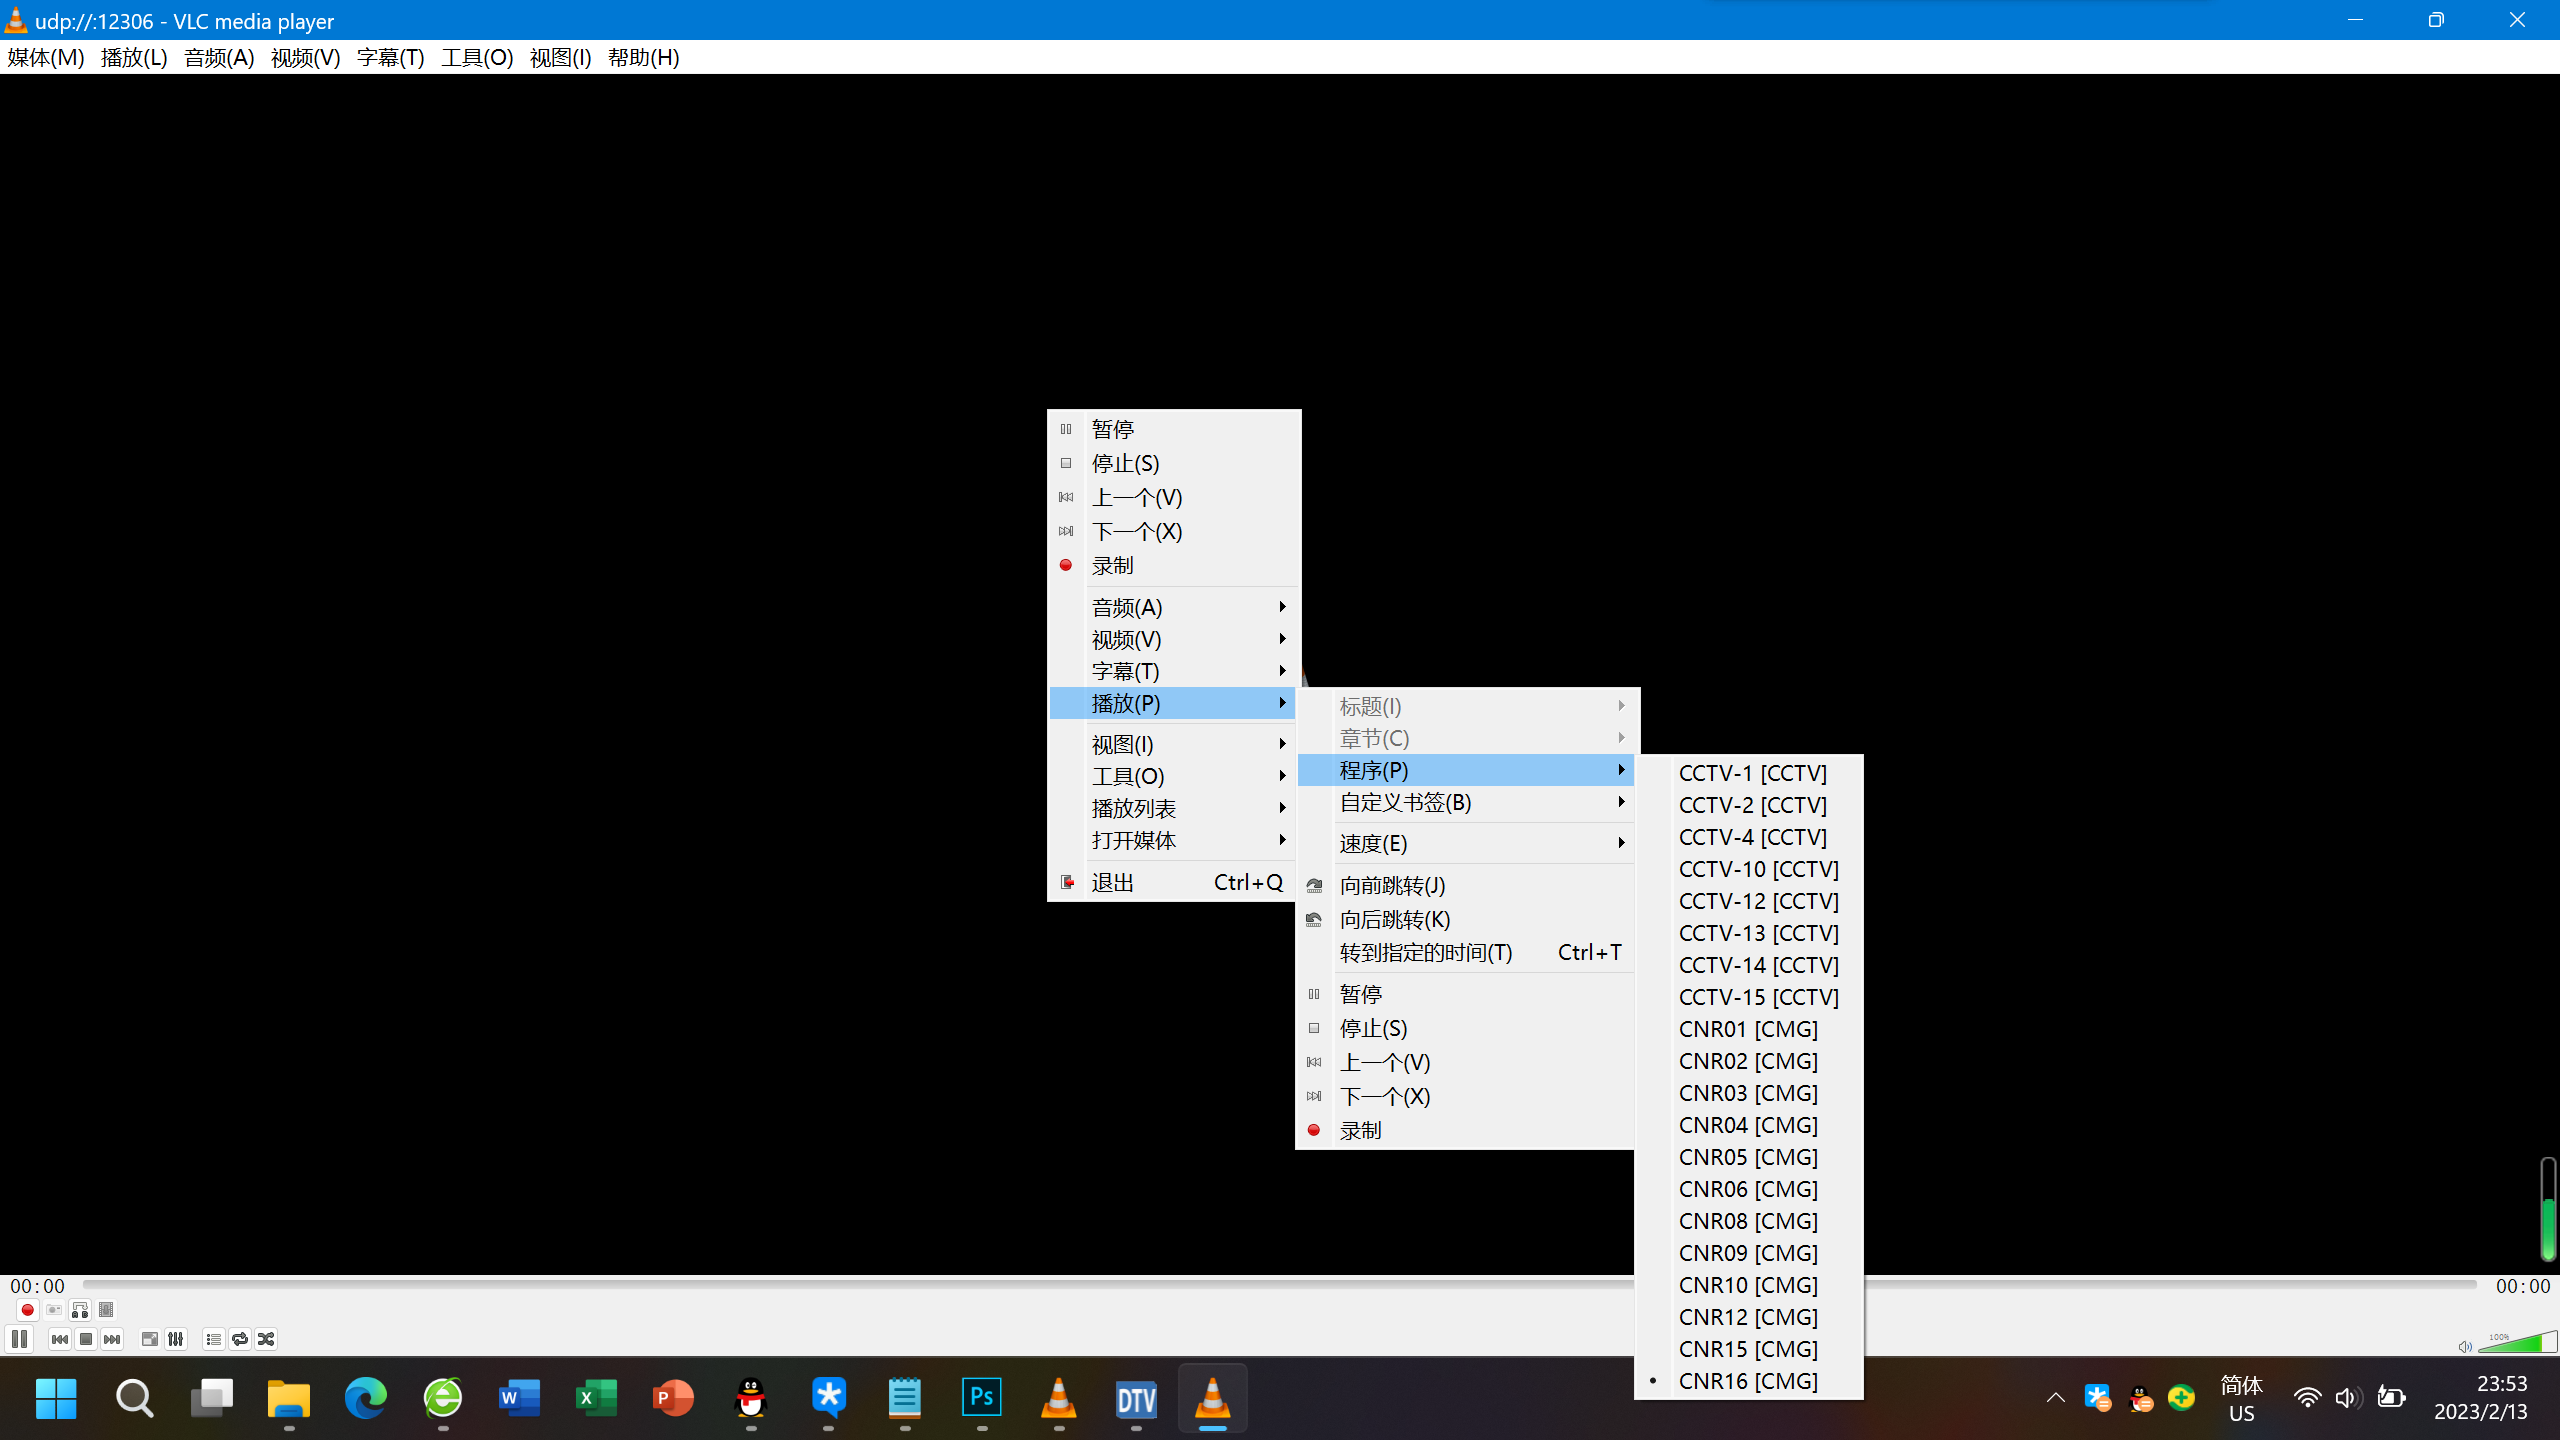 udp://:12306 - VLC media player
媒体(M) 播放(L) 音频(A) 视频(V) 字幕(T) 工具(O) 视图(I) 帮助(H)
暂停
停止(S)
上一个(V)
下一个(X)
录制
音频(A)
视频(V)
字幕(T)
播放(P)
视图(I)
工具(O)
播放列表
打开媒体
退出 Ctrl+Q
标题(I)
章节(C)
程序(P)
自定义书签(B)
速度(E)
向前跳转(J)
向后跳转(K)
转到指定的时间(T) Ctrl+T
暂停
停止(S)
上一个(V)
下一个(X)
录制
CCTV-1 [CCTV]
CCTV-2 [CCTV]
CCTV-4 [CCTV]
CCTV-10 [CCTV]
CCTV-12 [CCTV]
CCTV-13 [CCTV]
CCTV-14 [CCTV]
CCTV-15 [CCTV]
CNR01 [CMG]
CNR02 [CMG]
CNR03 [CMG]
CNR04 [CMG]
CNR05 [CMG]
CNR06 [CMG]
CNR08 [CMG]
CNR09 [CMG]
CNR10 [CMG]
CNR12 [CMG]
CNR15 [CMG]
CNR16 [CMG]
00:00 00:00
100%
W X P Ps DTV
简体
US
23:53
2023/2/13